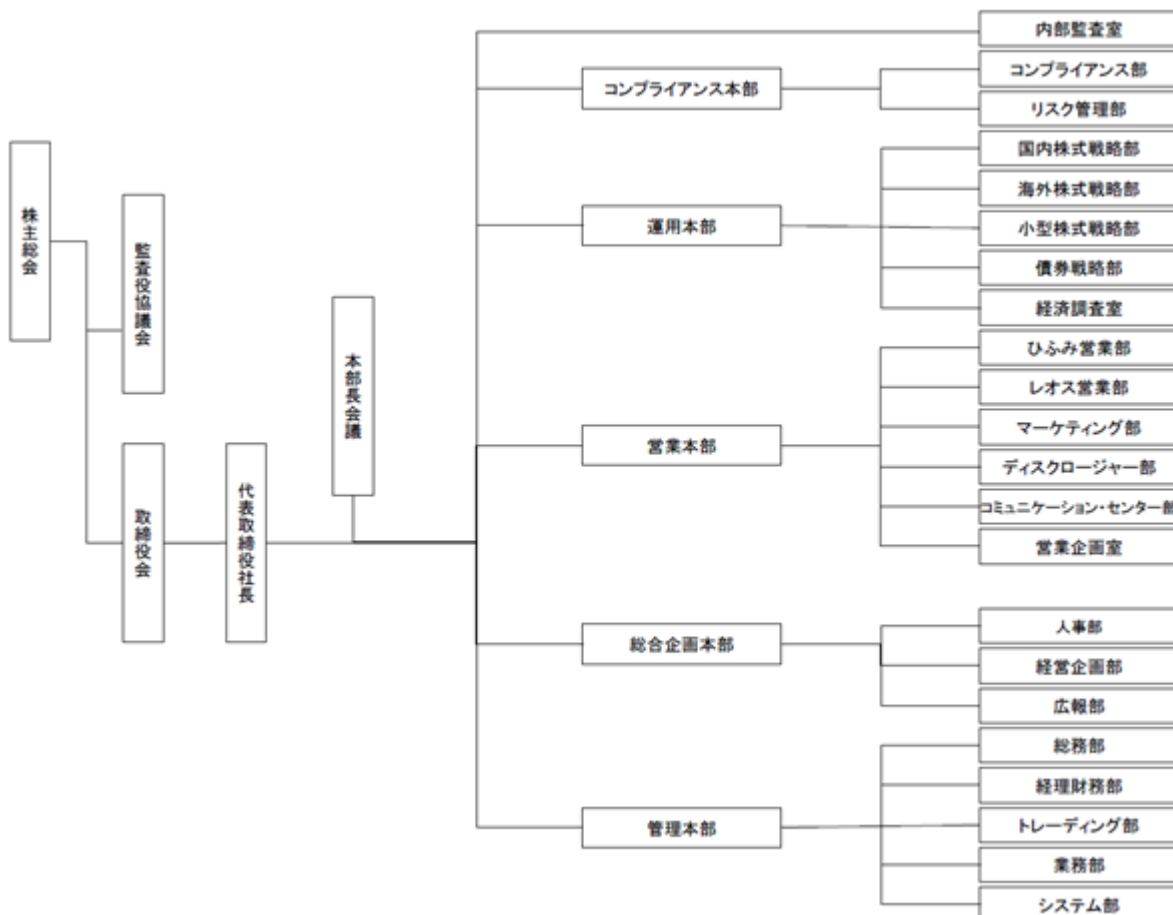 株主総会
監査役協議会
取締役会
代表取締役社長
本部長会議
内部監査室
コンプライアンス本部
コンプライアンス部
リスク管理部
運用本部
国内株式戦略部
海外株式戦略部
小型株式戦略部
債券戦略部
経済調査室
営業本部
ひふみ営業部
レオス営業部
マーケティング部
ディスクロージャー部
コミュニケーション・センター部
営業企画室
総合企画本部
人事部
経営企画部
広報部
管理本部
総務部
経理財務部
トレーディング部
業務部
システム部